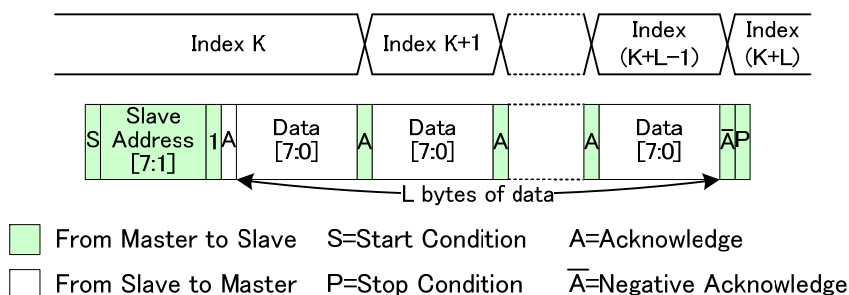 Index K
Index K+1
Index
(K+L-1)
Index
(K+L)
S
Slave
Address
[7:1]
1
A
Data
[7:0]
A
Data
[7:0]
A
A
Data
[7:0]
A̅
P
L bytes of data
From Master to Slave S=Start Condition A=Acknowledge
From Slave to Master P=Stop Condition A̅=Negative Acknowledge